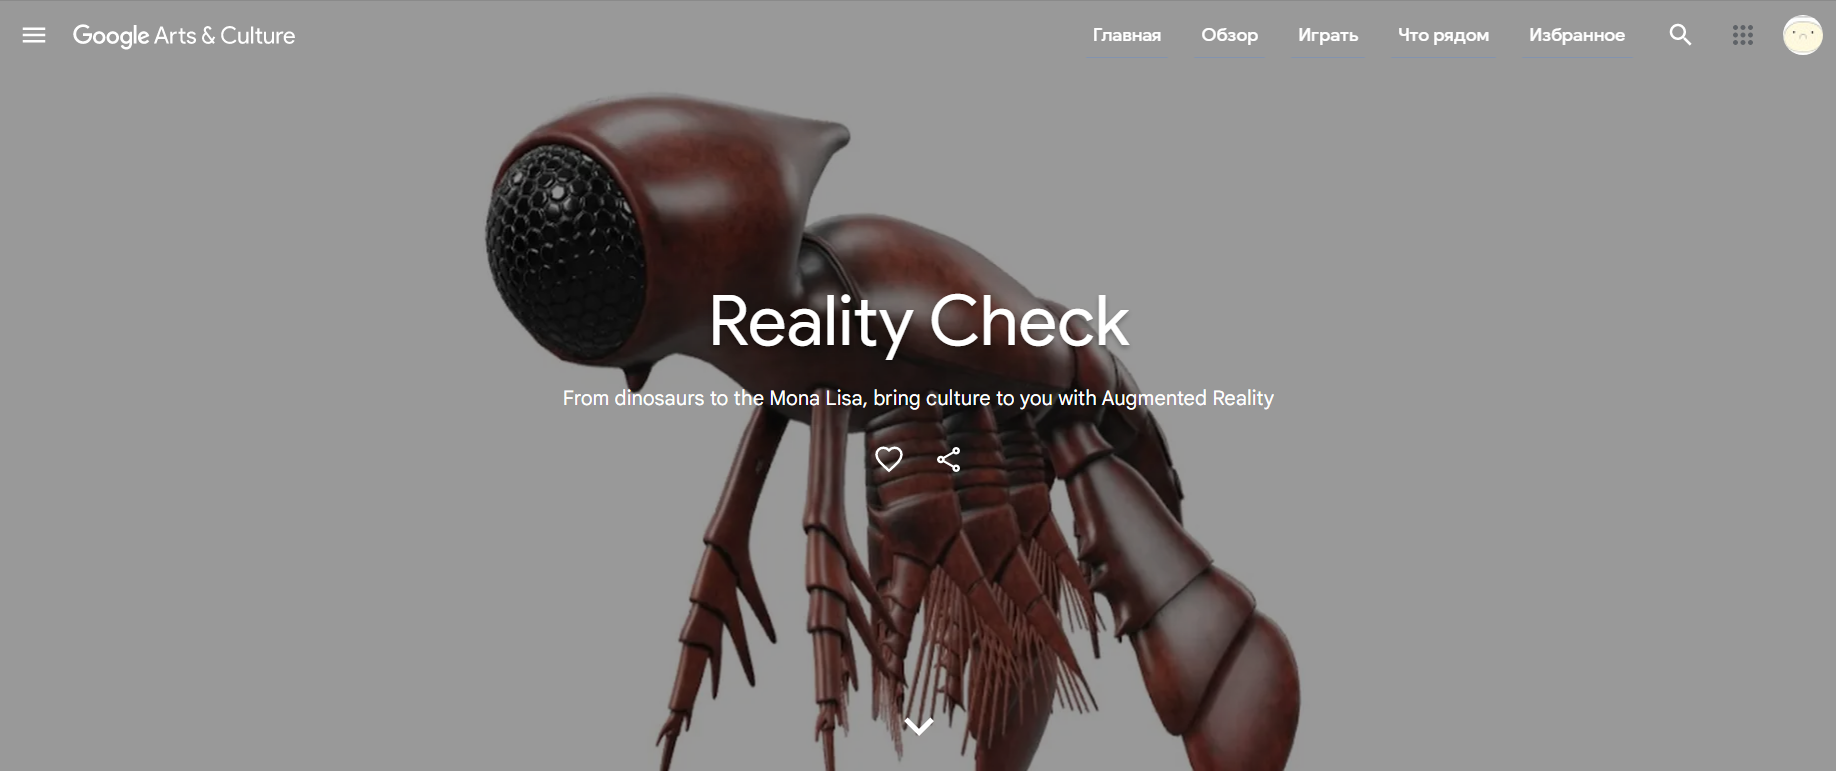 Google Arts & Culture
Главная
Обзор
Играть
Что рядом
Избранное
Reality Check
From dinosaurs to the Mona Lisa, bring culture to you with Augmented Reality